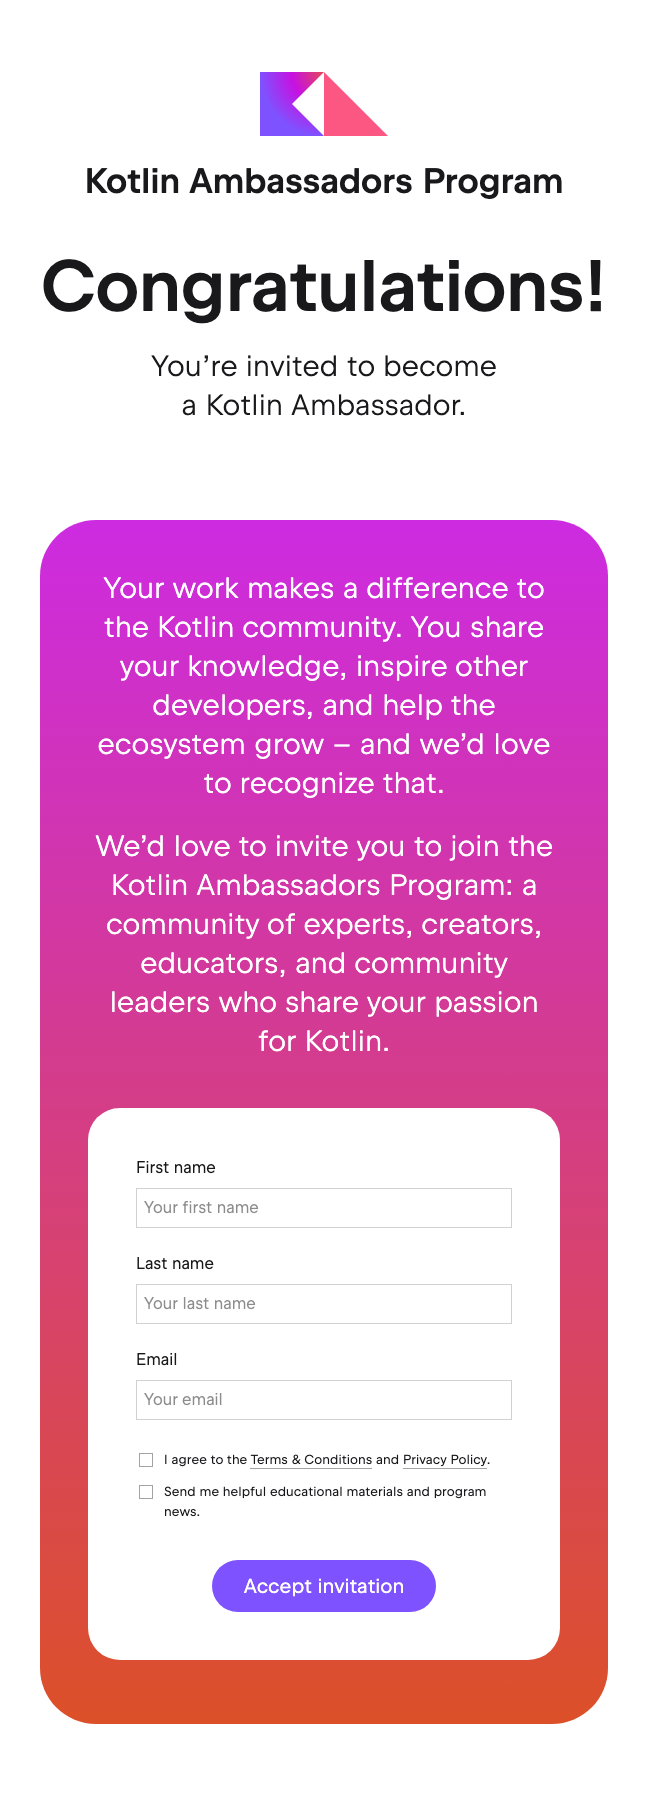 Kotlin Ambassadors Program
Congratulations!
You’re invited to become
a Kotlin Ambassador.
Your work makes a difference to
the Kotlin community. You share
your knowledge, inspire other
developers, and help the
ecosystem grow – and we’d love
to recognize that.
We’d love to invite you to join the
Kotlin Ambassadors Program: a
community of experts, creators,
educators, and community
leaders who share your passion
for Kotlin.
First name
Your first name
Last name
Your last name
Email
Your email
I agree to the Terms & Conditions and Privacy Policy.
Send me helpful educational materials and program
news.
Accept invitation